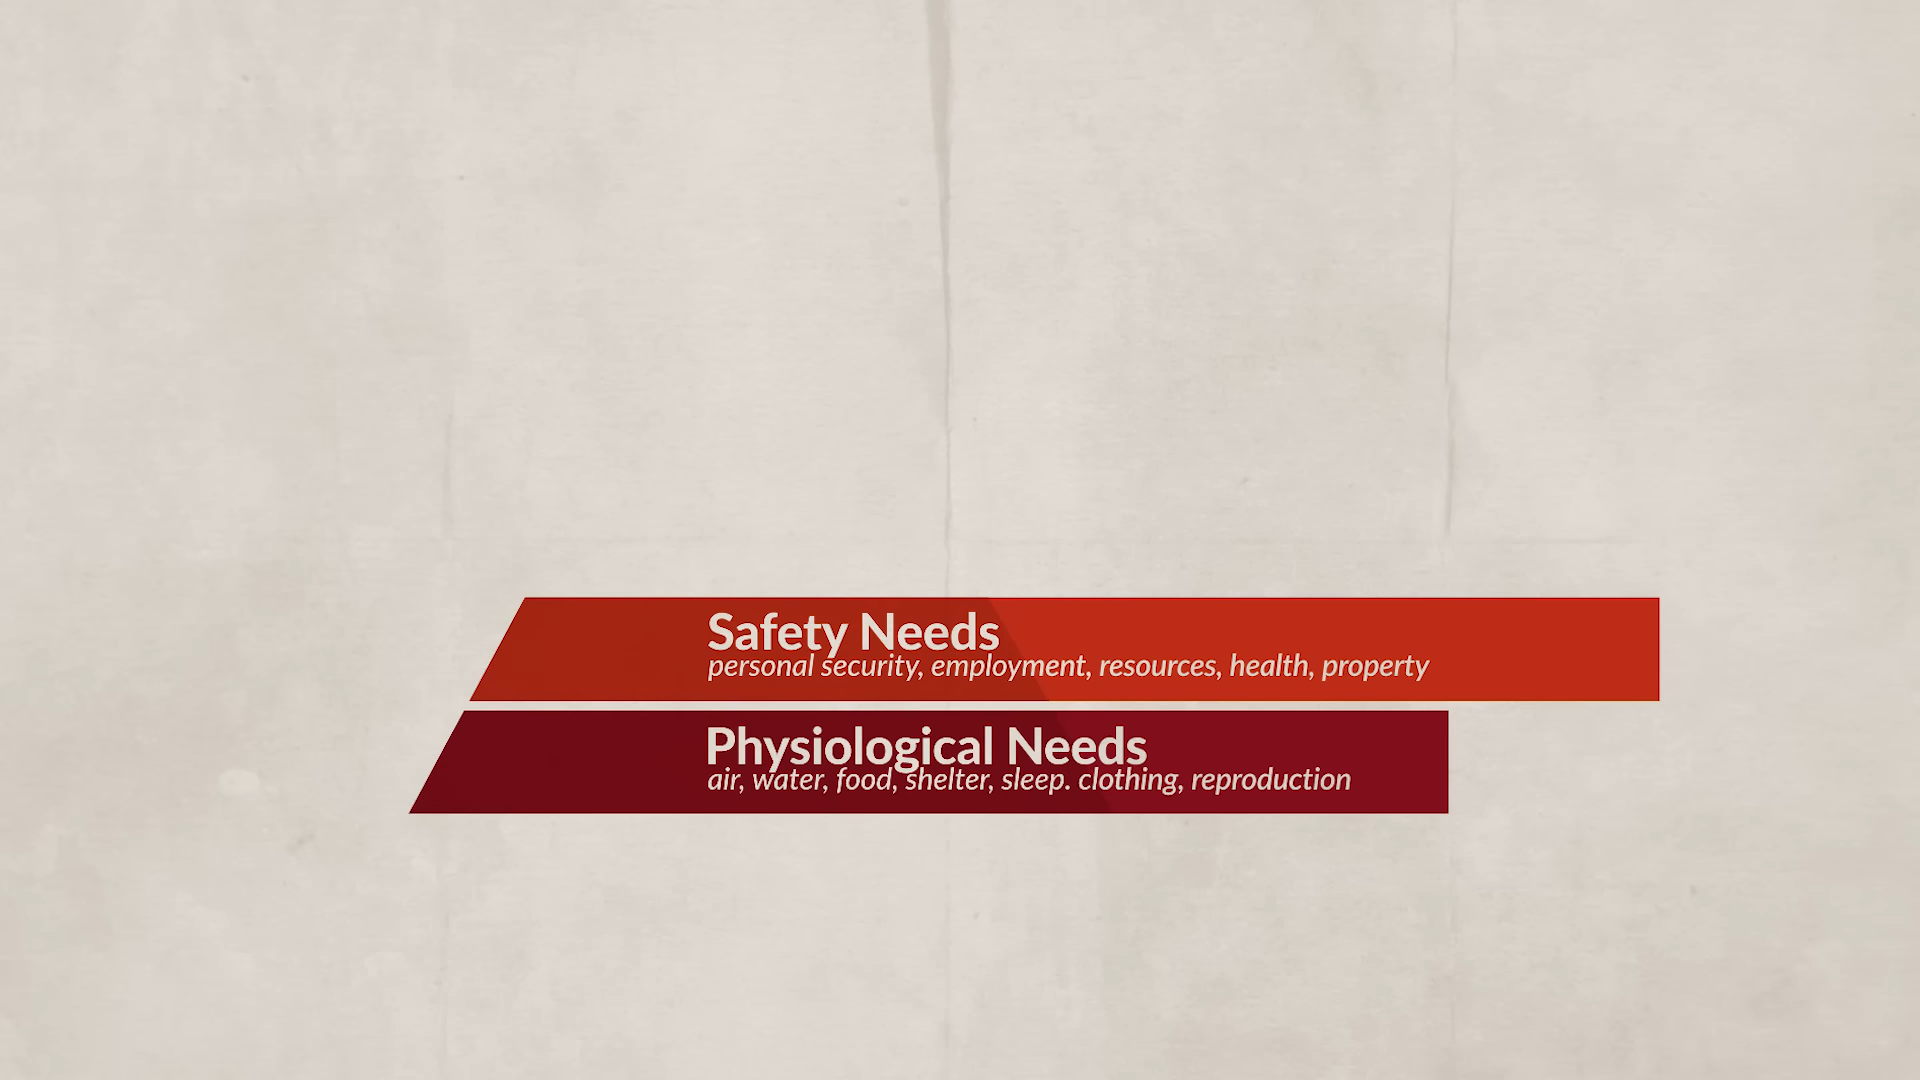 Safety Needs
personal security, employment, resources, health, property
Physiological Needs
air, water, food, shelter, sleep. clothing, reproduction